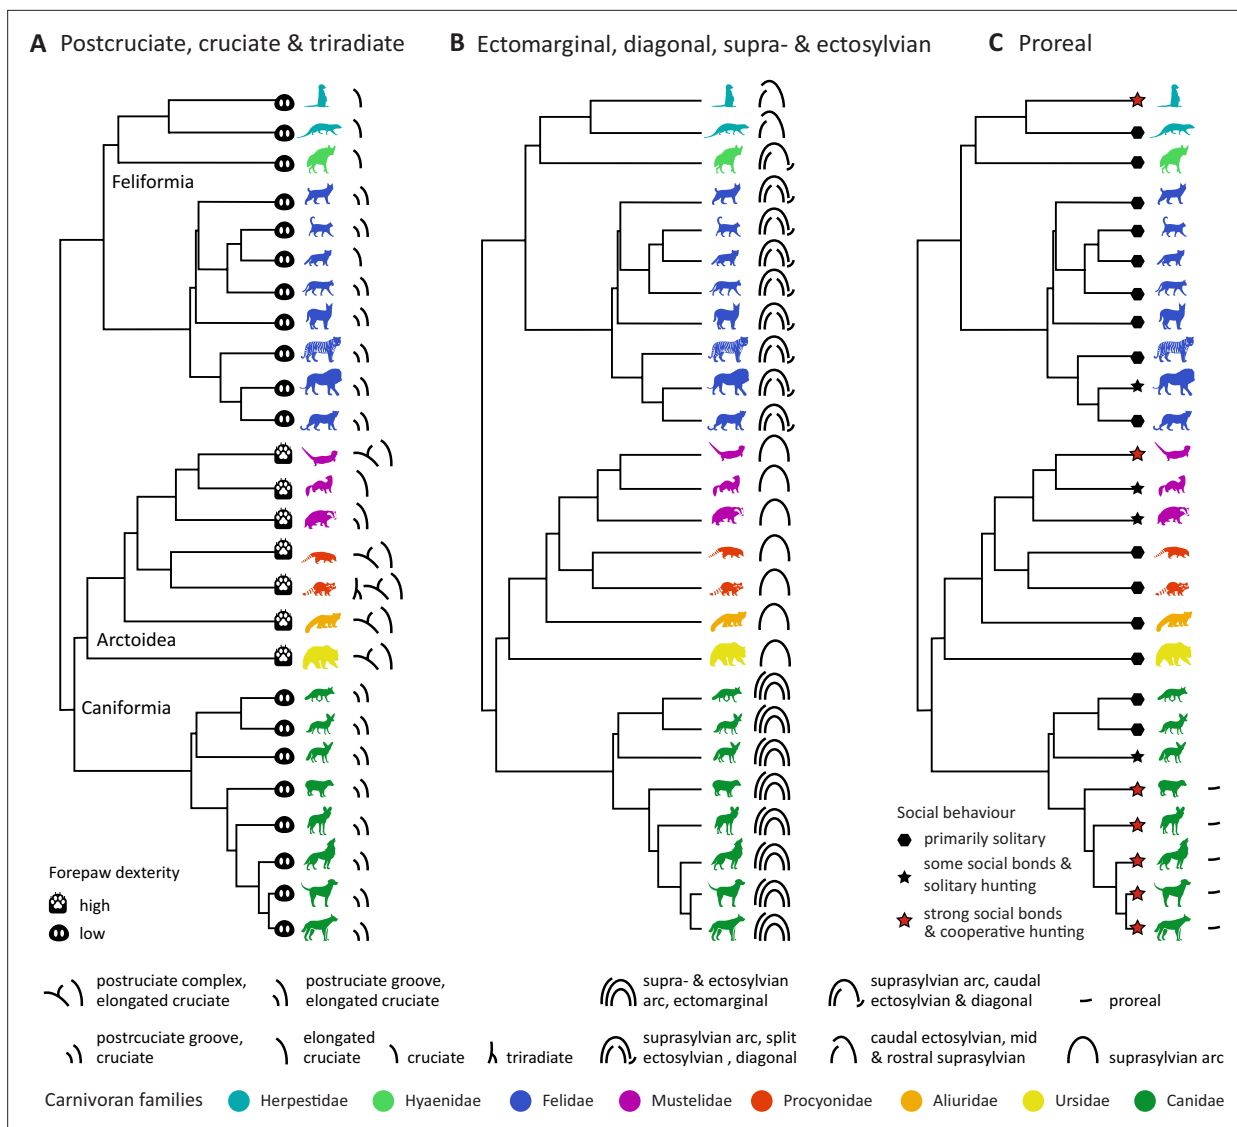 A Postcruciate, cruciate & triradiate
B Ectomarginal, diagonal, supra- & ectosylvian
C Proreal
Feliformia
Arctoidea
Caniformia
Forepaw dexterity
high
low
Social behaviour
primarily solitary
some social bonds &
solitary hunting
strong social bonds
& cooperative hunting
postruciate complex,
elongated cruciate
postruciate groove,
elongated cruciate
supra- & ectosylvian
arc, ectomarginal
suprasylvian arc, caudal
ectosylvian & diagonal
proreal
postrcuciate groove,
cruciate
elongated
cruciate
cruciate
triradiate
suprasylvian arc, split
ectosylvian , diagonal
caudal ectosylvian, mid
& rostral suprasylvian
suprasylvian arc
Carnivoran families
Herpestidae
Hyaenidae
Felidae
Mustelidae
Procyonidae
Aliuridae
Ursidae
Canidae